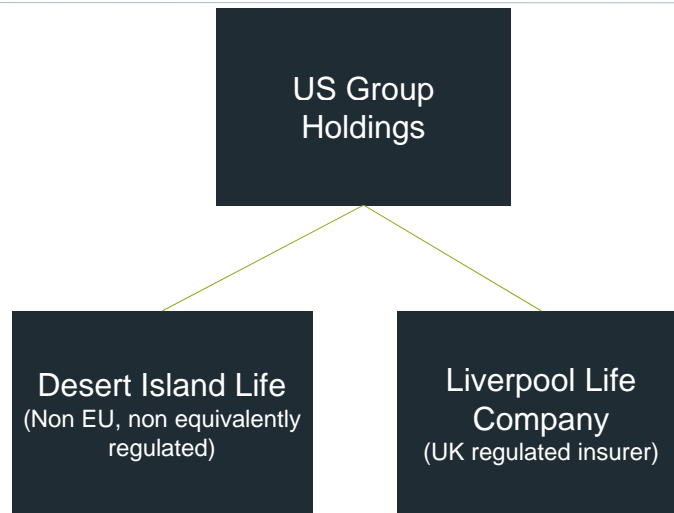 US Group
Holdings
Desert Island Life
(Non EU, non equivalently
regulated)
Liverpool Life
Company
(UK regulated insurer)